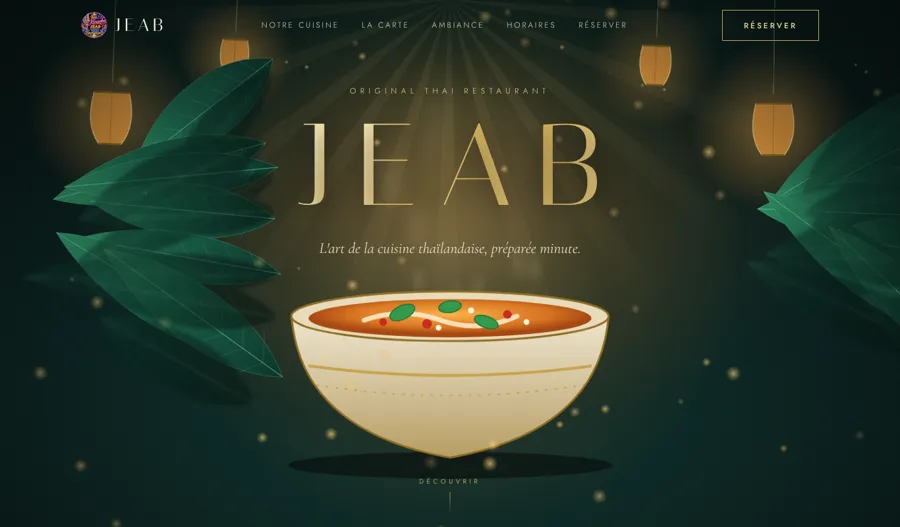 JEAB
NOTRE CUISINE
LA CARTE
AMBIANCE
HORAIRES
RÉSERVER
RÉSERVER
ORIGINAL THAI RESTAURANT
JEAB
L'art de la cuisine thaïlandaise, préparée minute.
DÉCOUVRIR